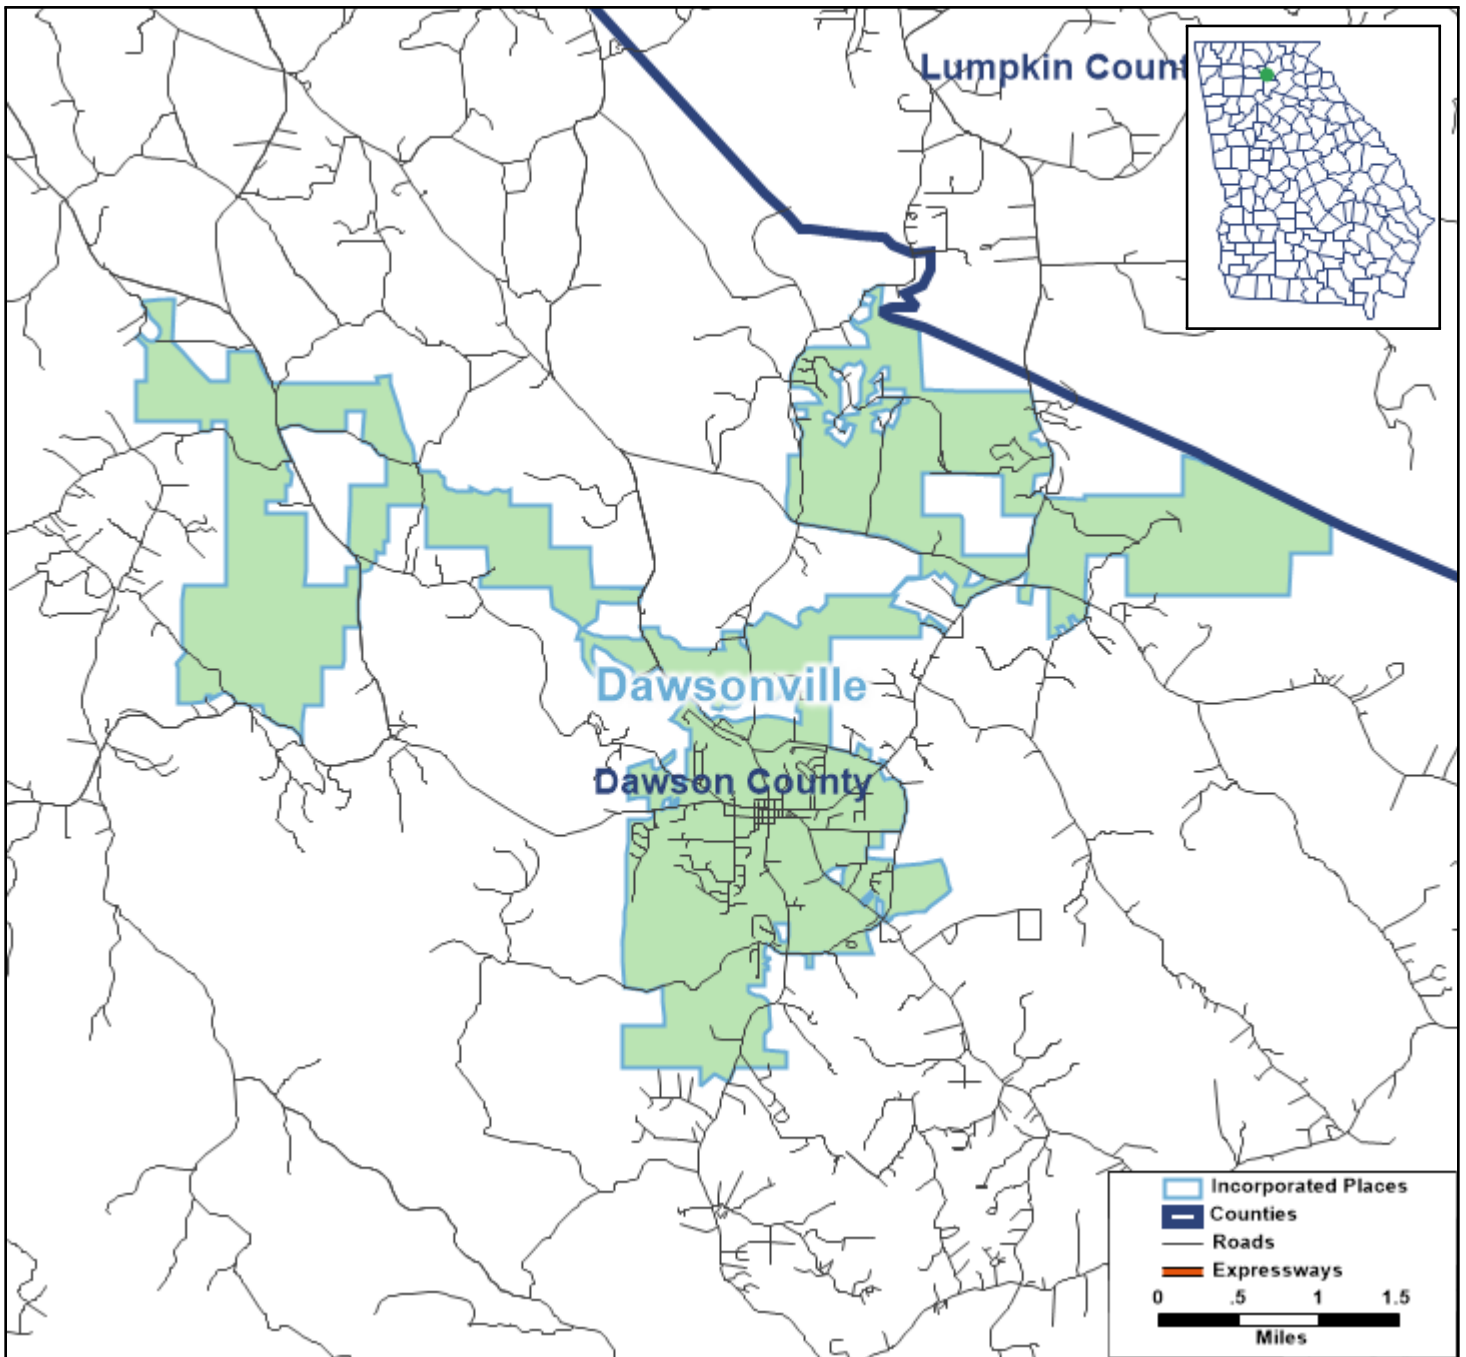 Lumpkin Count
Dawsonville
Dawson County
Incorporated Places
Counties
Roads
Expressways
0 .5 1 1.5
Miles